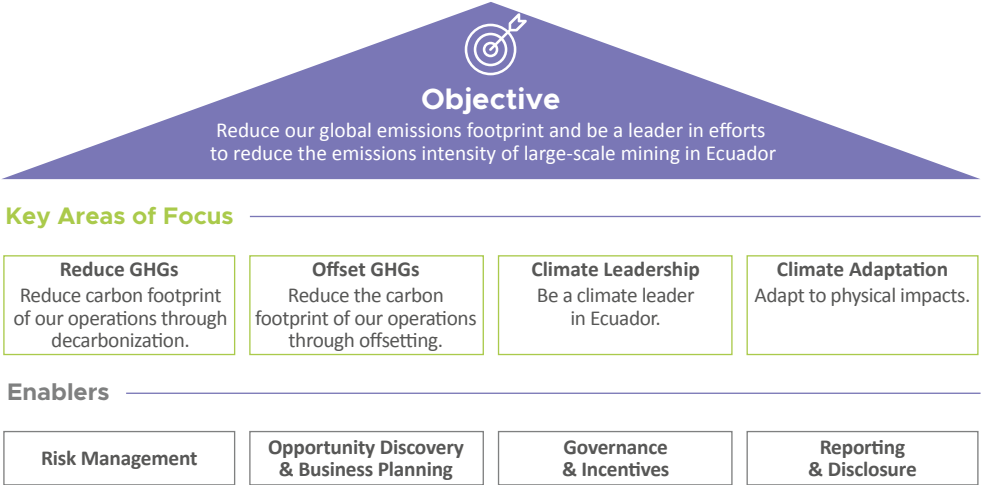 Objective
Reduce our global emissions footprint and be a leader in efforts
to reduce the emissions intensity of large-scale mining in Ecuador
Key Areas of Focus
Reduce GHGs
Reduce carbon footprint
of our operations through
decarbonization.
Offset GHGs
Reduce the carbon
footprint of our operations
through offsetting.
Climate Leadership
Be a climate leader
in Ecuador.
Climate Adaptation
Adapt to physical impacts.
Enablers
Risk Management
Opportunity Discovery
& Business Planning
Governance
& Incentives
Reporting
& Disclosure